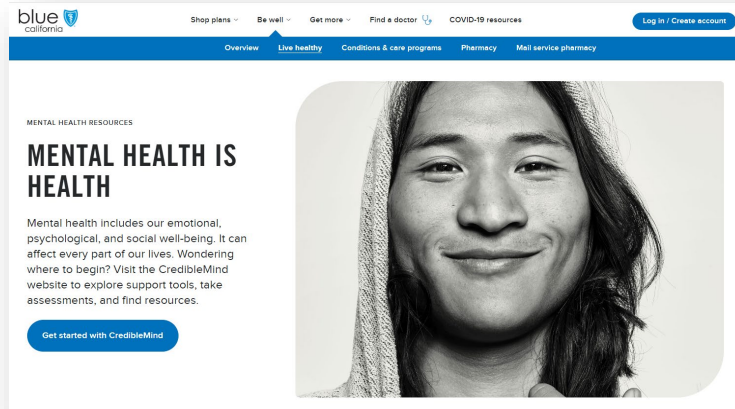 blue
california
Shop plans
Be well
Get more
Find a doctor
COVID-19 resources
Log in / Create account
Overview
Live healthy
Conditions & care programs
Pharmacy
Mail service pharmacy
MENTAL HEALTH RESOURCES
MENTAL HEALTH IS
HEALTH
Mental health includes our emotional,
psychological, and social well-being. It can
affect every part of our lives. Wondering
where to begin? Visit the CredibleMind
website to explore support tools, take
assessments, and find resources.
Get started with CredibleMind